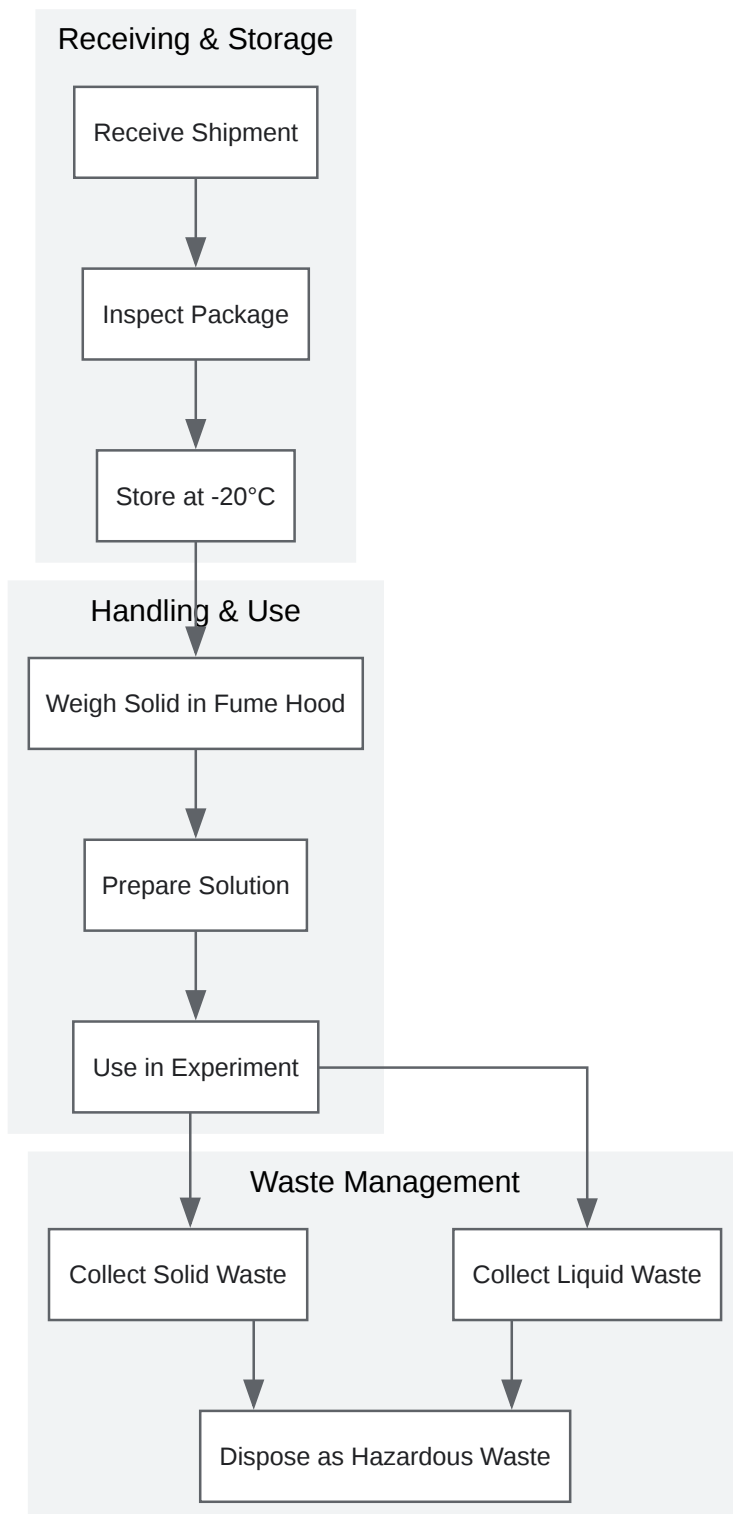 Receiving & Storage
Receive Shipment
Inspect Package
Store at -20°C
Handling & Use
Weigh Solid in Fume Hood
Prepare Solution
Use in Experiment
Waste Management
Collect Solid Waste
Collect Liquid Waste
Dispose as Hazardous Waste